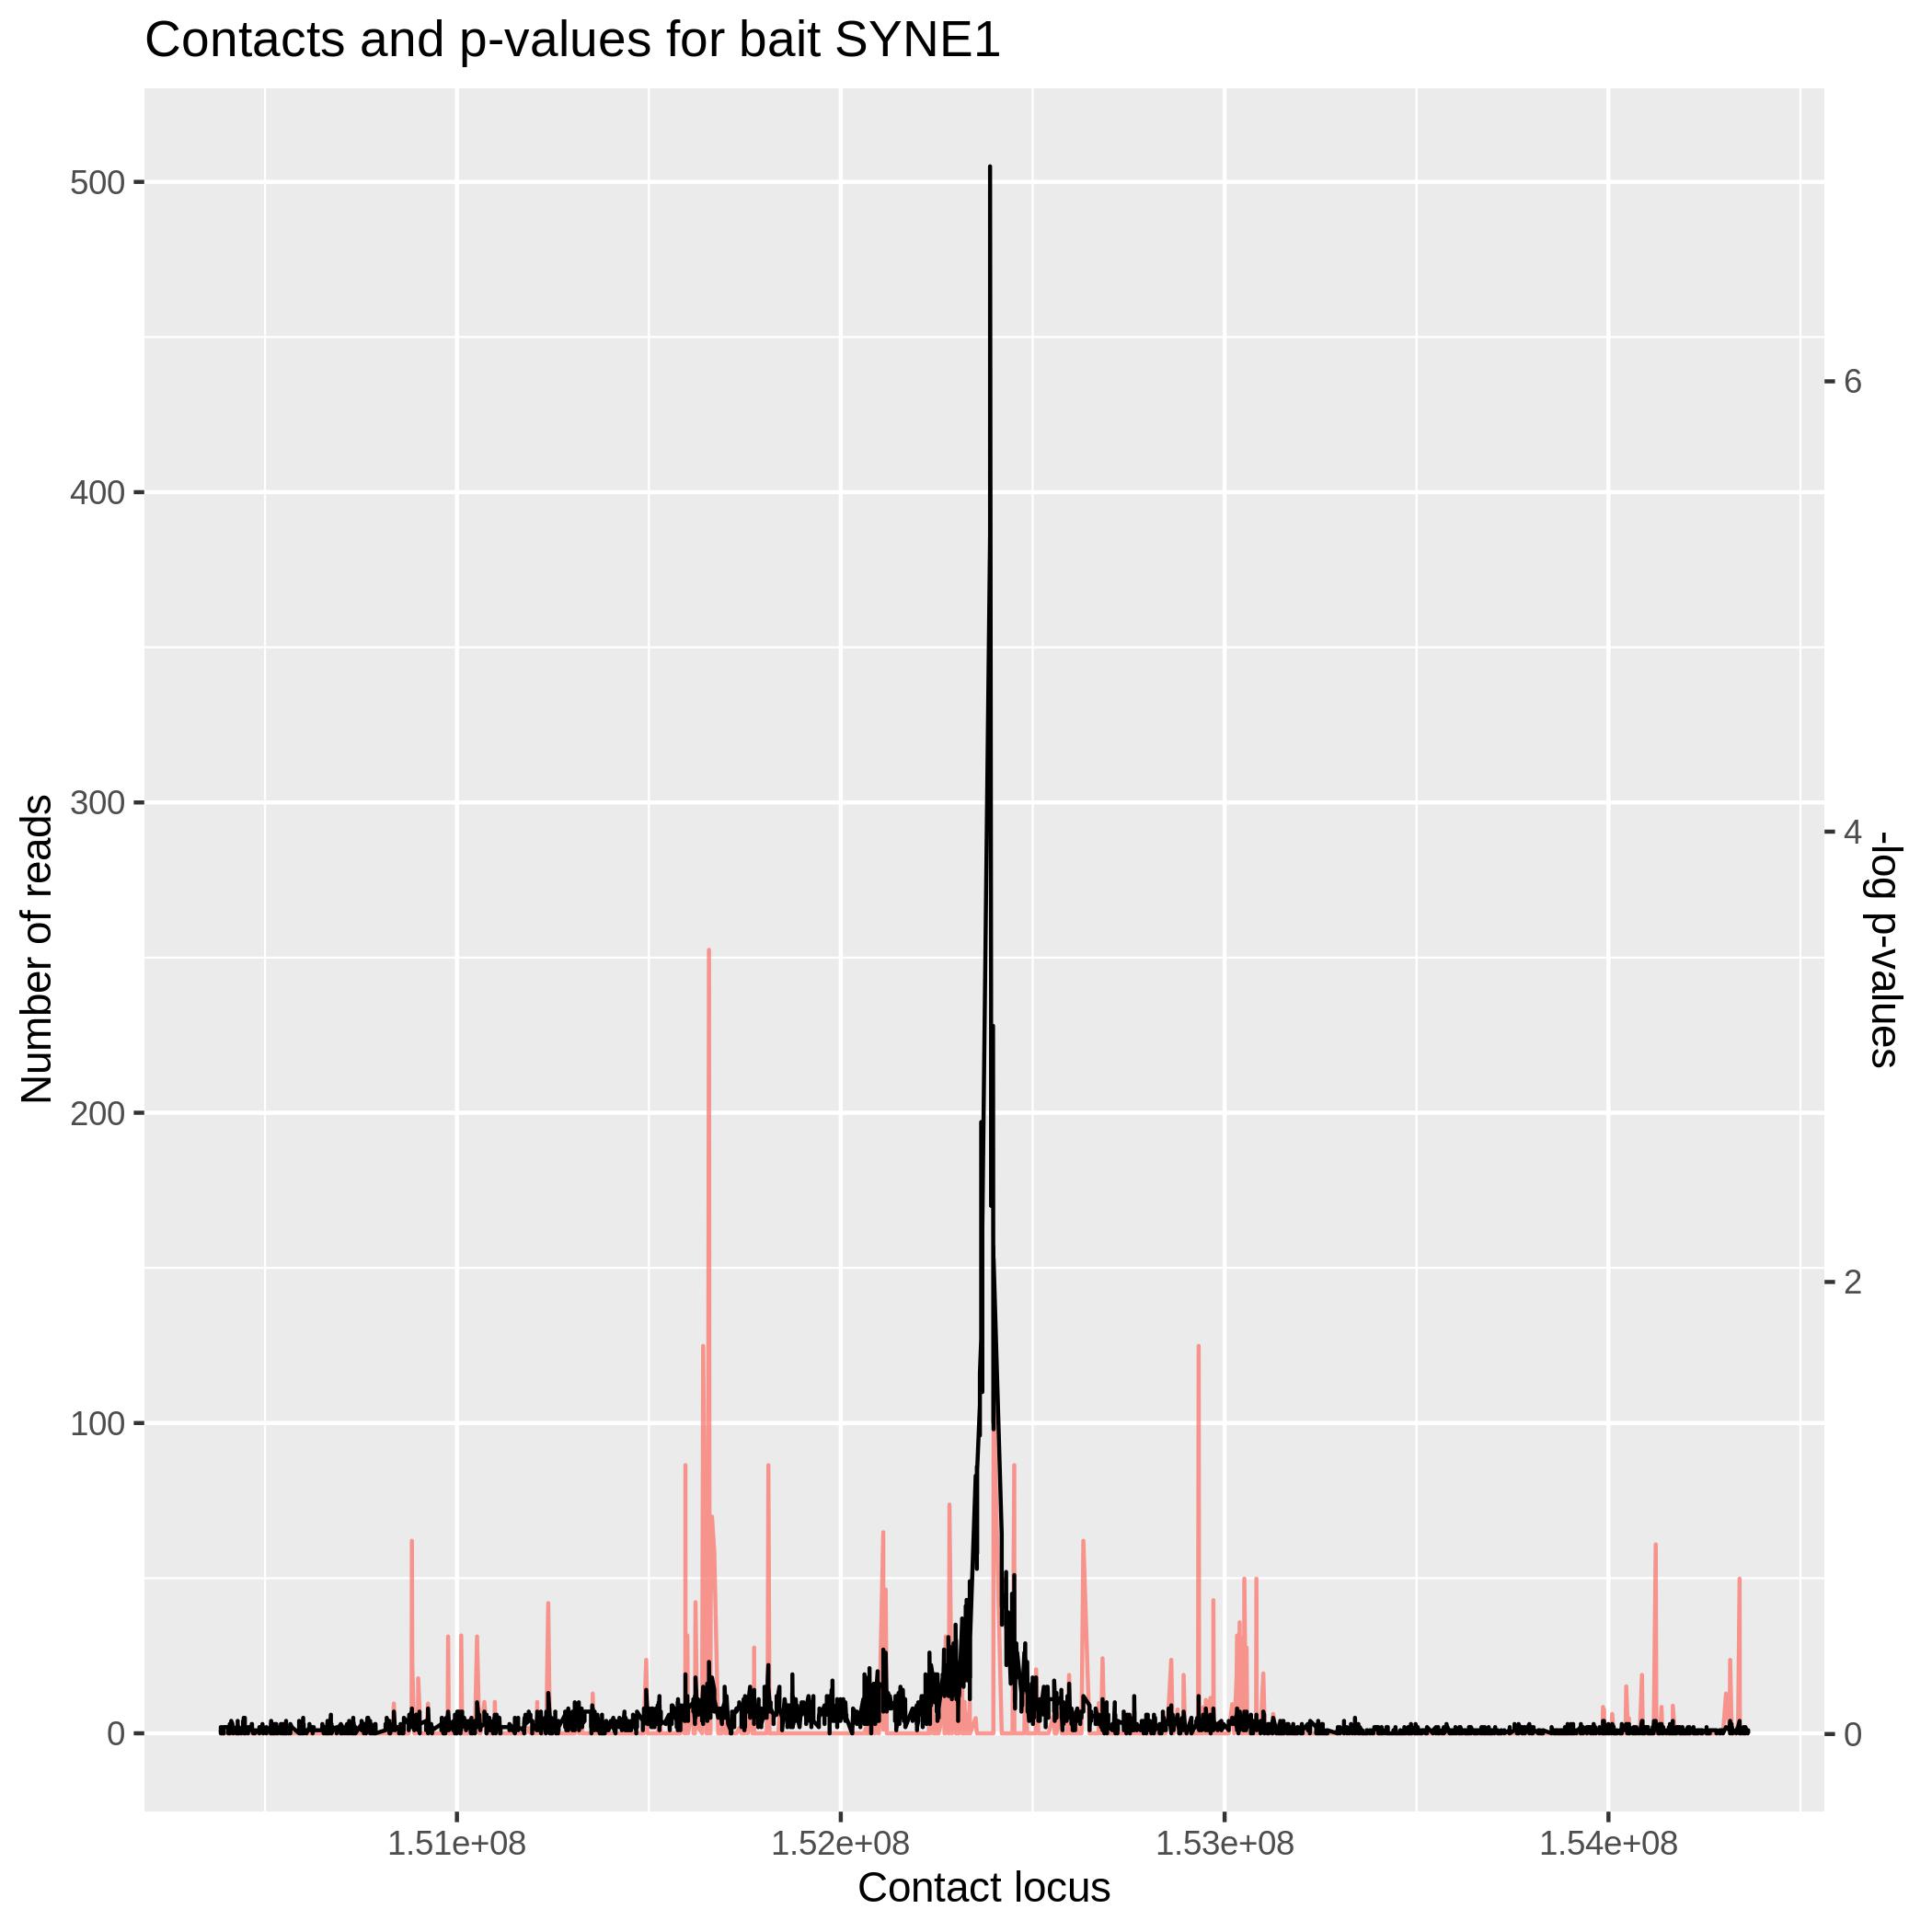 Contacts and p-values for bait SYNE1
Number of reads
500
400
300
200
100
0
6
4
2
0
-log p-values
1.51e+08 1.52e+08 1.53e+08 1.54e+08
Contact locus